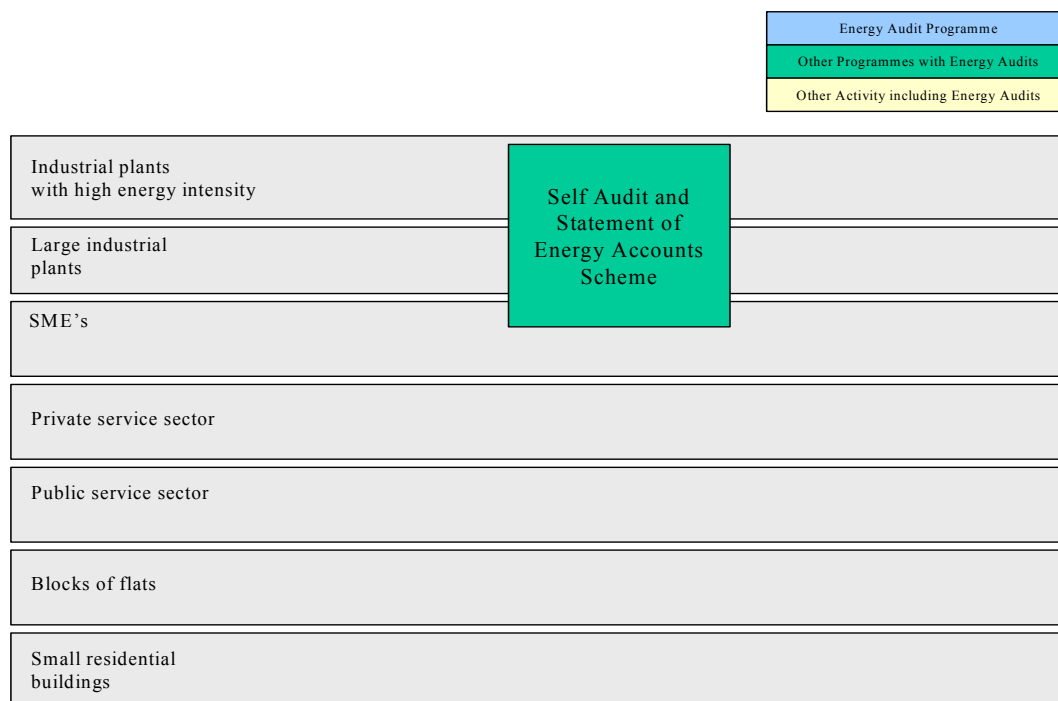 Energy Audit Programme
Other Programmes with Energy Audits
Other Activity including Energy Audits
Industrial plants
with high energy intensity
Self Audit and
Statement of
Energy Accounts
Scheme
Large industrial
plants
SME’s
Private service sector
Public service sector
Blocks of flats
Small residential
buildings